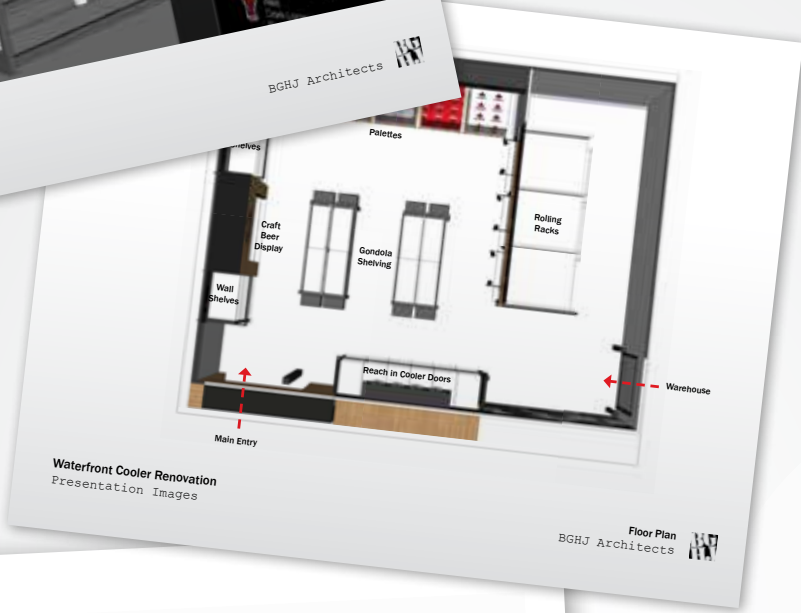 BGHJ Architects
Palettes
Craft
Beer
Display
Gondola
Shelving
Rolling
Racks
Wall
Shelves
Reach in Cooler Doors
Warehouse
Main Entry
Waterfront Cooler Renovation
Presentation Images
Floor Plan
BGHJ Architects